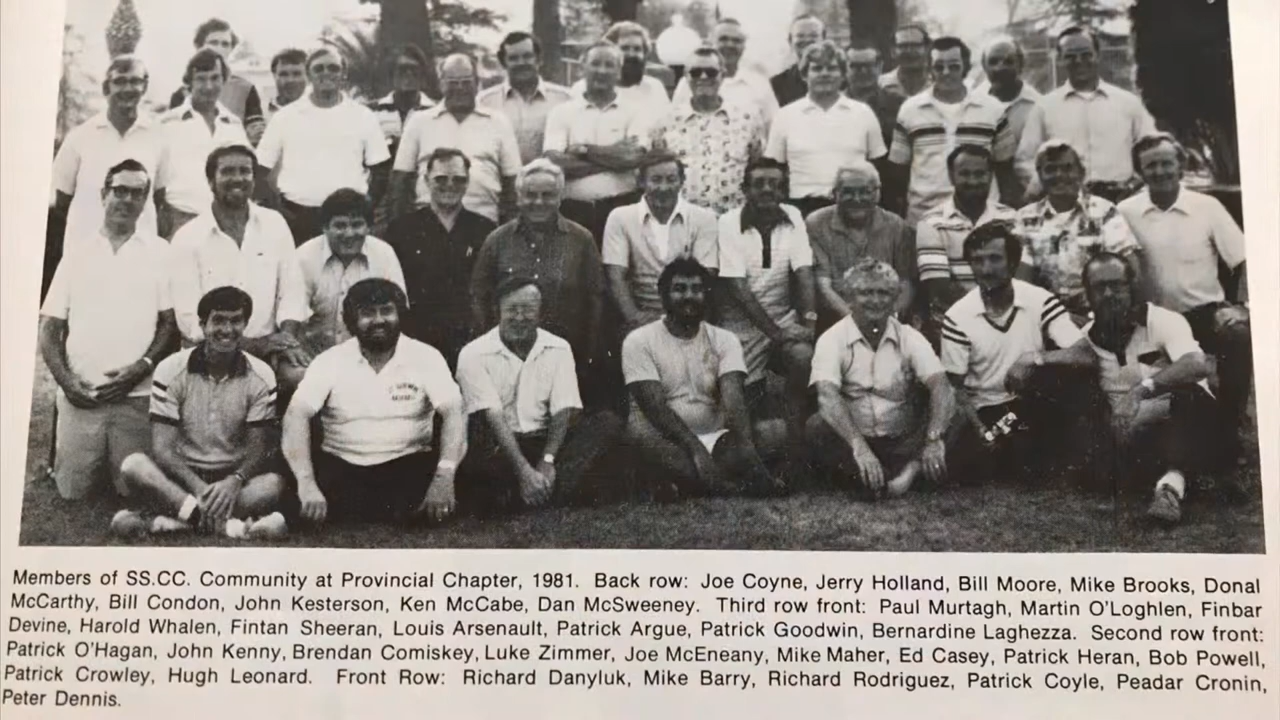 Members of SS.CC. Community at Provincial Chapter, 1981. Back row: Joe Coyne, Jerry Holland, Bill Moore, Mike Brooks, Donal
McCarthy, Bill Condon, John Kesterson, Ken McCabe, Dan McSweeney. Third row front: Paul Murtagh, Martin O'Loghlen, Finbar
Devine, Harold Whalen, Fintan Sheeran, Louis Arsenault, Patrick Argue, Patrick Goodwin, Bernardine Laghezza. Second row front:
Patrick O'Hagan, John Kenny, Brendan Comiskey, Luke Zimmer, Joe McEneany, Mike Maher, Ed Casey, Patrick Heran, Bob Powell,
Patrick Crowley, Hugh Leonard. Front Row: Richard Danyluk, Mike Barry, Richard Rodriguez, Patrick Coyle, Peadar Cronin,
Peter Dennis.